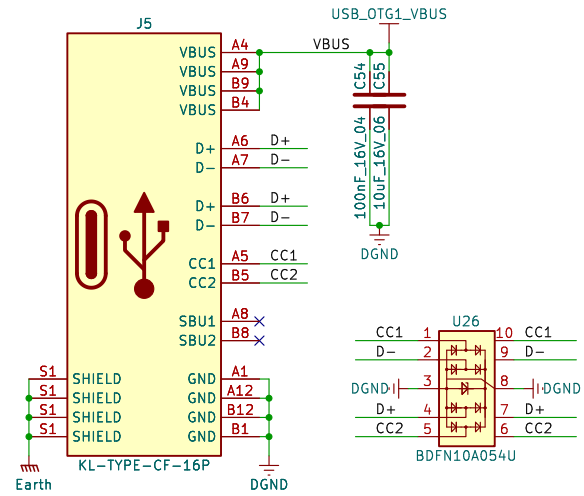 J5
USB_OTG1_VBUS
VBUS A4 VBUS
VBUS A9
VBUS B9
VBUS B4
C54 C55
100nF_16V_04
10uF_16V_06
DGND
D+ A6 D+
D- A7 D-
D+ B6 D+
D- B7 D-
CC1 A5 CC1
CC2 B5 CC2
SBU1 A8
SBU2 B8
S1 SHIELD GND A1
S1 SHIELD GND A12
S1 SHIELD GND B12
S1 SHIELD GND B1
KL-TYPE-CF-16P
Earth
DGND
U26
CC1 1 10 CC1
D- 2 9 D-
DGND 3 8 DGND
D+ 4 7 D+
CC2 5 6 CC2
BDFN10A054U